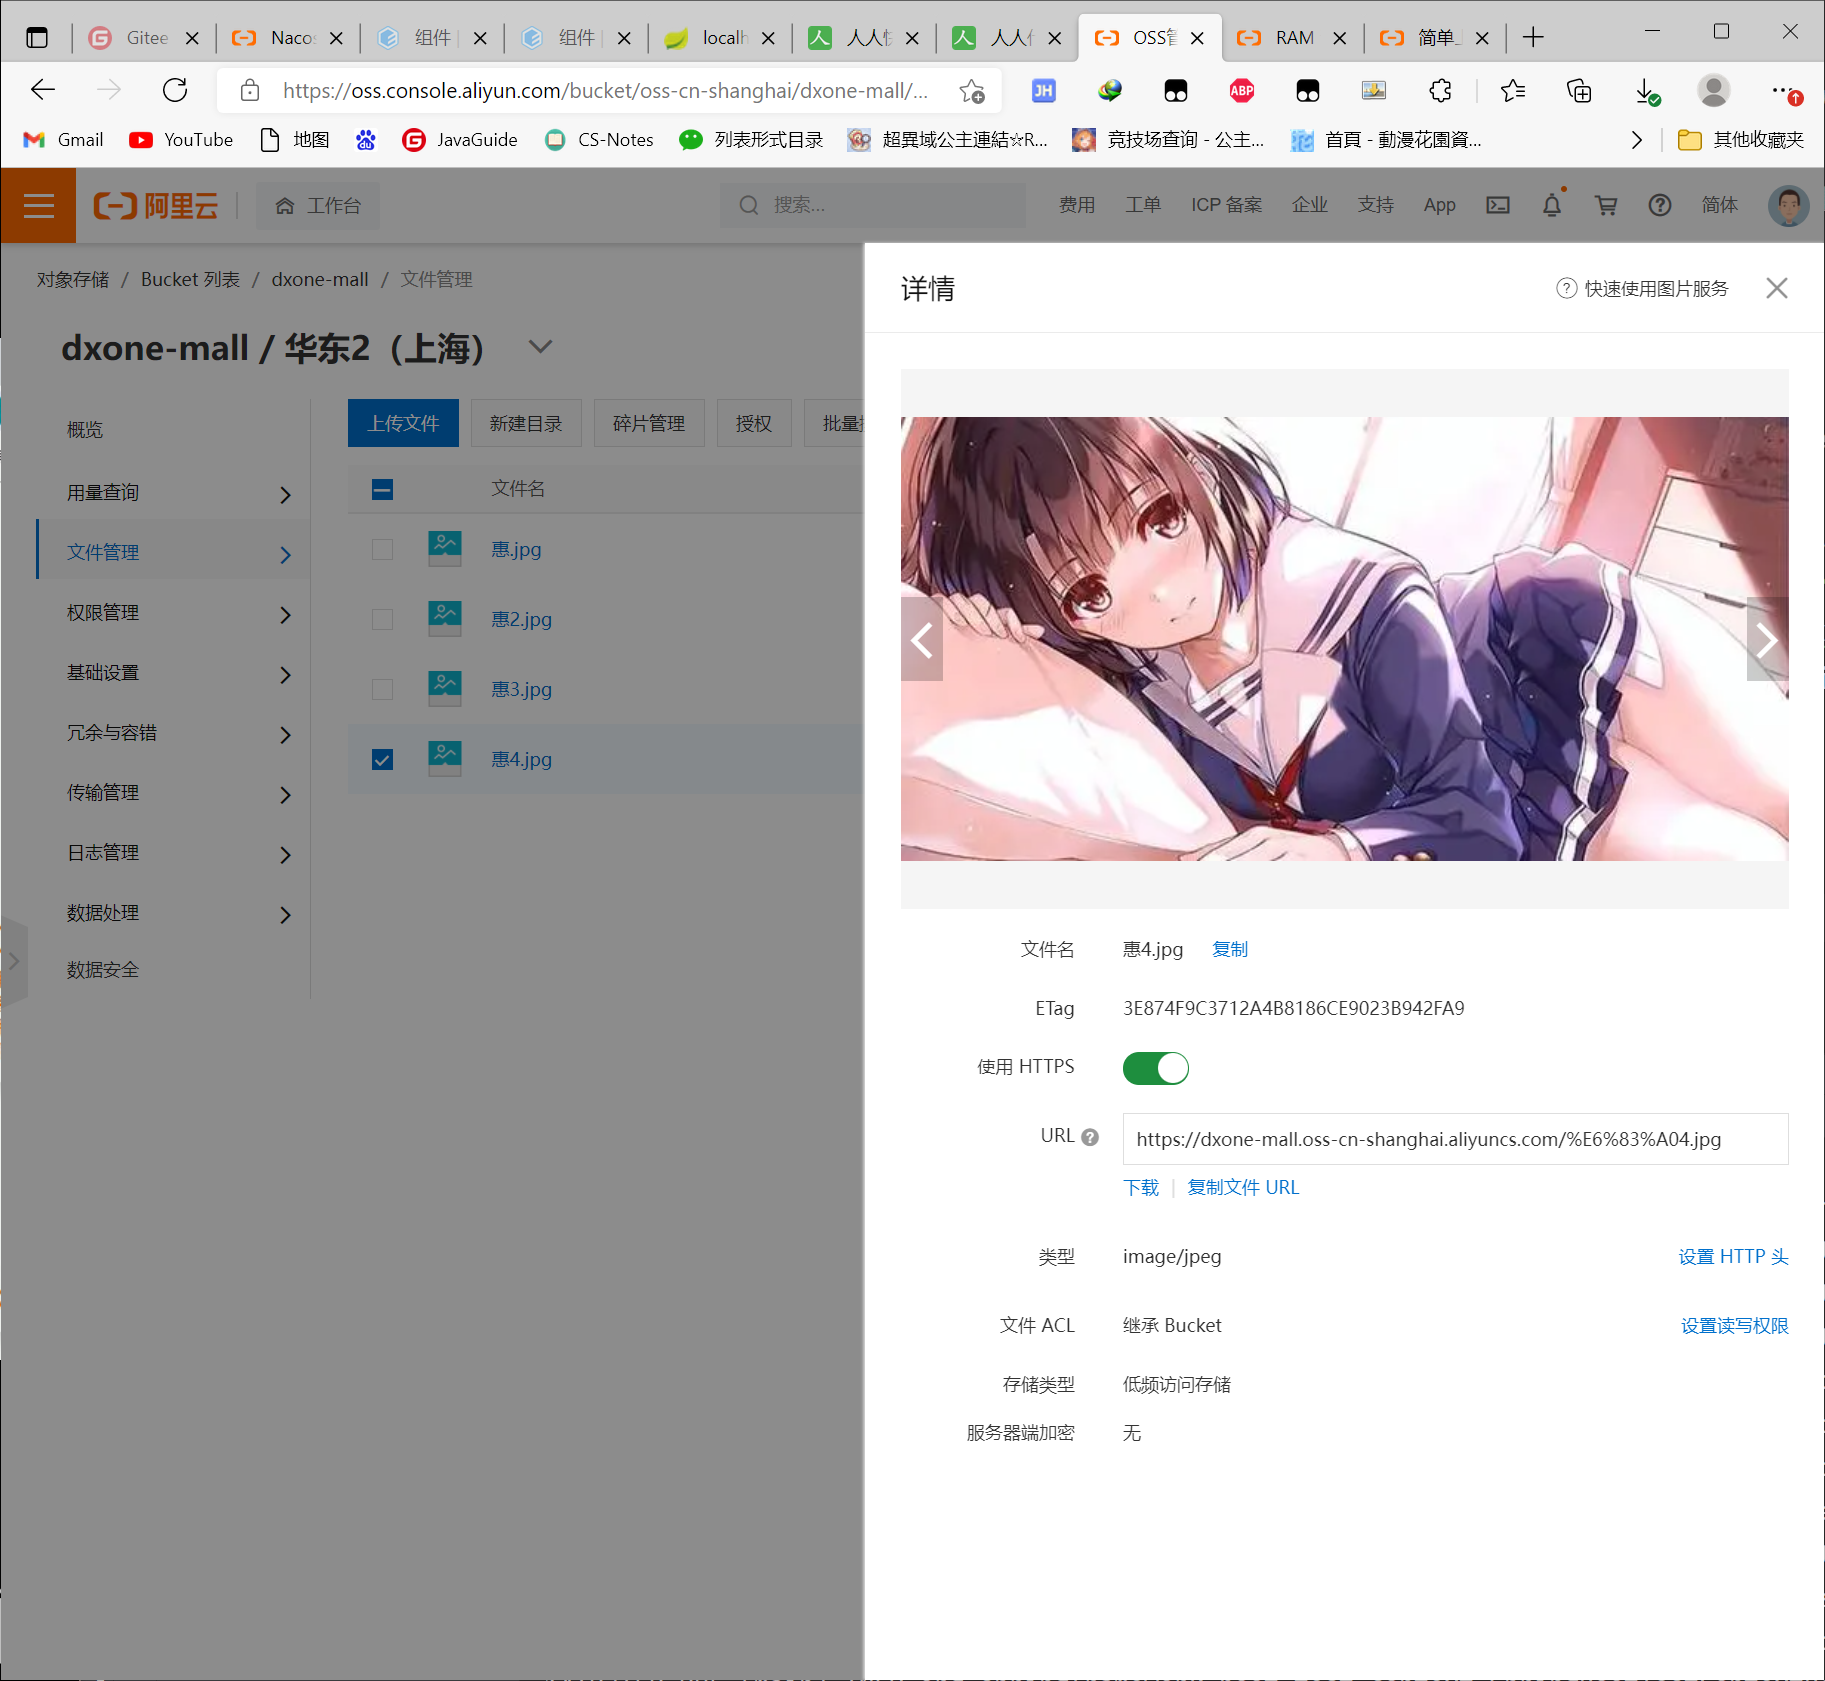 Gitee
Nacos
组件
组件
localh
人人快
人人
OSS管
RAM
简单
https://oss.console.aliyun.com/bucket/oss-cn-shanghai/dxone-mall/...
JH
ABP
Gmail
YouTube
地图
du
JavaGuide
CS-Notes
列表形式目录
超異域公主連結☆R...
竞技场查询 - 公主...
首頁 - 動漫花園資...
其他收藏夹
阿里云
工作台
搜索...
费用
工单
ICP 备案
企业
支持
App
简体
对象存储 / Bucket 列表 / dxone-mall / 文件管理
dxone-mall / 华东2（上海）
概览
用量查询
文件管理
权限管理
基础设置
冗余与容错
传输管理
日志管理
数据处理
数据安全
上传文件
新建目录
碎片管理
授权
批量
文件名
惠.jpg
惠2.jpg
惠3.jpg
惠4.jpg
详情
快速使用图片服务
文件名 惠4.jpg 复制
ETag 3E874F9C3712A4B8186CE9023B942FA9
使用 HTTPS
URL https://dxone-mall.oss-cn-shanghai.aliyuncs.com/%E6%83%A04.jpg
下载 | 复制文件 URL
类型 image/jpeg 设置 HTTP 头
文件 ACL 继承 Bucket 设置读写权限
存储类型 低频访问存储
服务器端加密 无